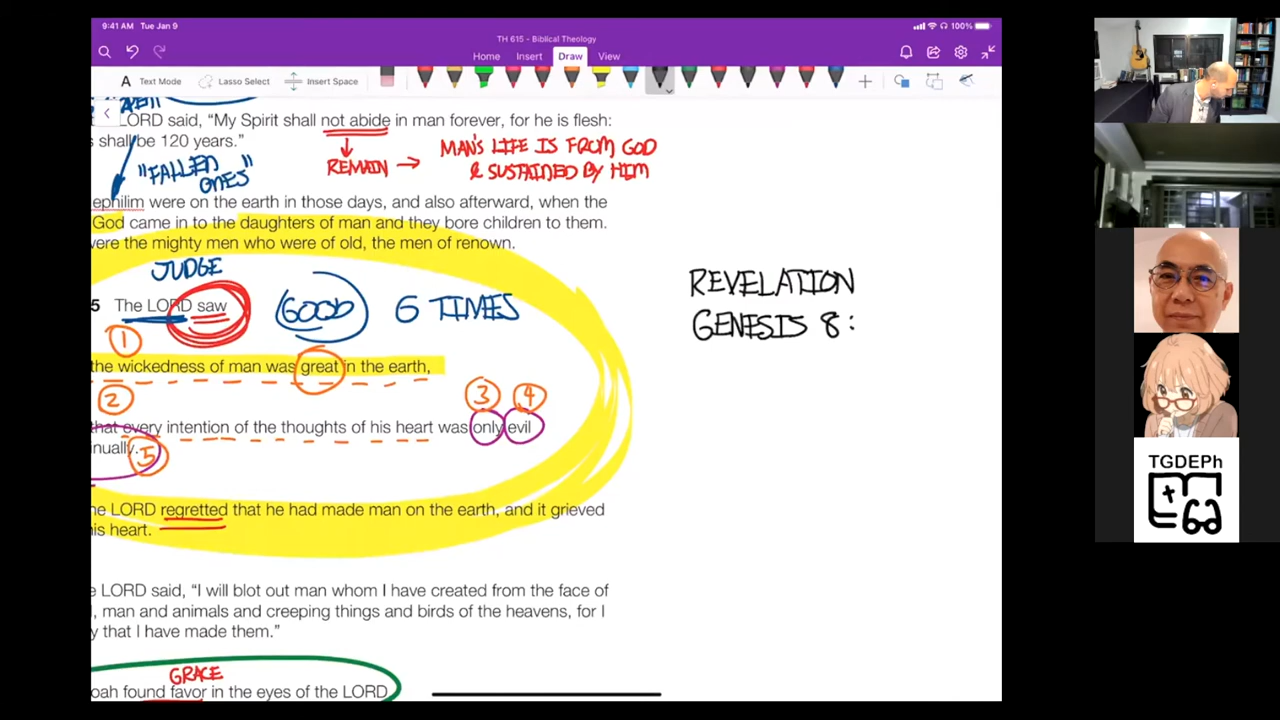 9:41 AM Tue Jan 9
100%
TH 615 - Biblical Theology
Home Insert Draw View
Text Mode Lasso Select Insert Space
LORD said, “My Spirit shall not abide in man forever, for he is flesh:
shall be 120 years.”
"FALLEN ONES"
REMAIN → MAN'S LIFE IS FROM GOD
& SUSTAINED BY HIM
ephilim were on the earth in those days, and also afterward, when the
God came in to the daughters of man and they bore children to them.
were the mighty men who were of old, the men of renown.
JUDGE
5 The LORD saw
GOOD 6 TIMES
REVELATION
GENESIS 8:
1
the wickedness of man was great in the earth,
2 3 4
that every intention of the thoughts of his heart was only evil
inually. 5
he LORD regretted that he had made man on the earth, and it grieved
his heart.
e LORD said, “I will blot out man whom I have created from the face of
, man and animals and creeping things and birds of the heavens, for I
y that I have made them.”
GRACE
oah found favor in the eyes of the LORD
TGDEPh